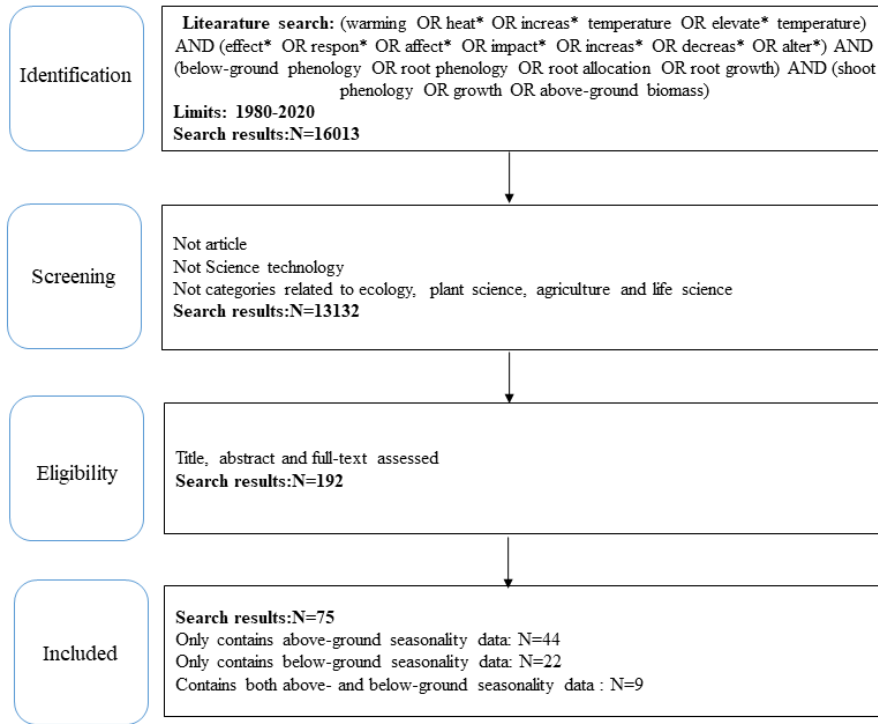 Identification
Litearature search: (warming OR heat* OR increas* temperature OR elevate* temperature)
AND (effect* OR respon* OR affect* OR impact* OR increas* OR decreas* OR alter*) AND
(below-ground phenology OR root phenology OR root allocation OR root growth) AND (shoot
phenology OR growth OR above-ground biomass)
Limits: 1980-2020
Search results:N=16013
Screening
Not article
Not Science technology
Not categories related to ecology, plant science, agriculture and life science
Search results:N=13132
Eligibility
Title, abstract and full-text assessed
Search results:N=192
Included
Search results:N=75
Only contains above-ground seasonality data: N=44
Only contains below-ground seasonality data: N=22
Contains both above- and below-ground seasonality data : N=9